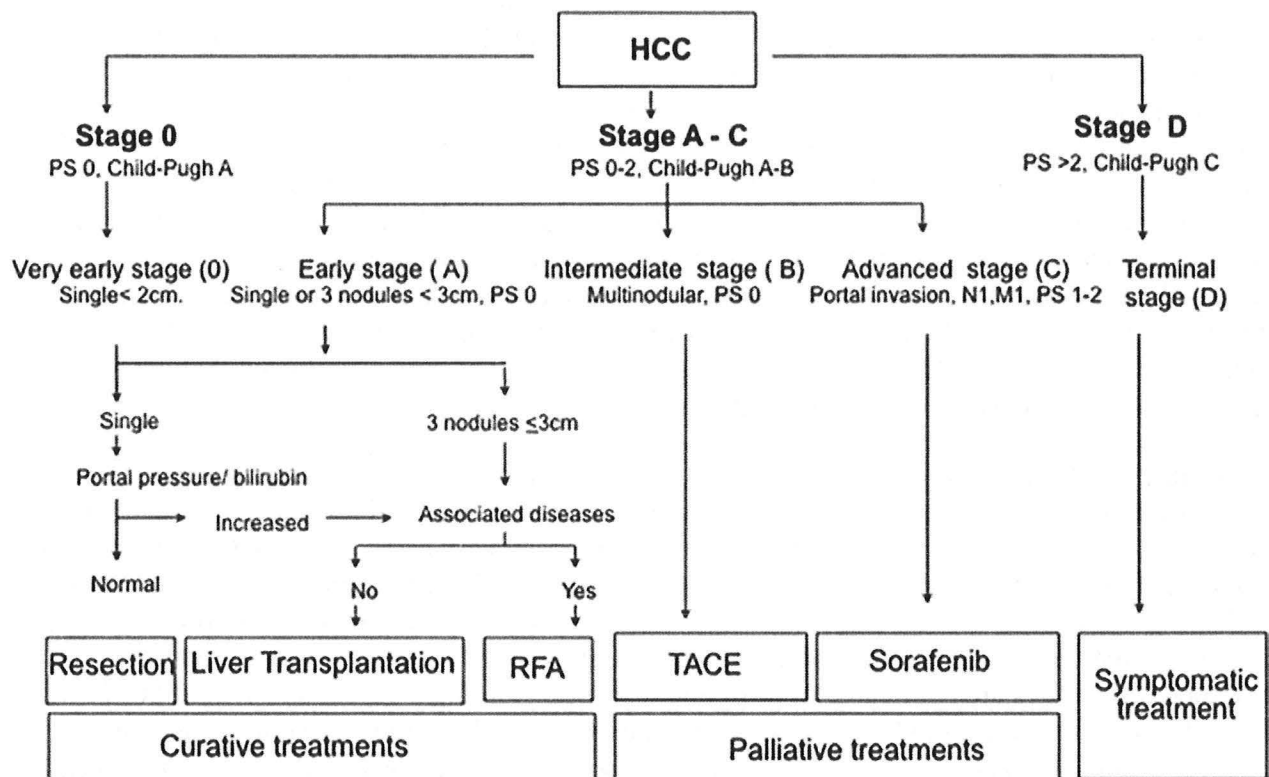 HCC
Stage 0
PS 0, Child-Pugh A
Stage A - C
PS 0-2, Child-Pugh A-B
Stage D
PS >2, Child-Pugh C
Very early stage (0)
Single< 2cm.
Early stage ( A)
Single or 3 nodules < 3cm, PS 0
Intermediate stage ( B)
Multinodular, PS 0
Advanced stage (C)
Portal invasion, N1,M1, PS 1-2
Terminal
stage (D)
Single
3 nodules ≤3cm
Portal pressure/ bilirubin
Increased
Associated diseases
Normal
No
Yes
Resection
Liver Transplantation
RFA
TACE
Sorafenib
Symptomatic
treatment
Curative treatments
Palliative treatments